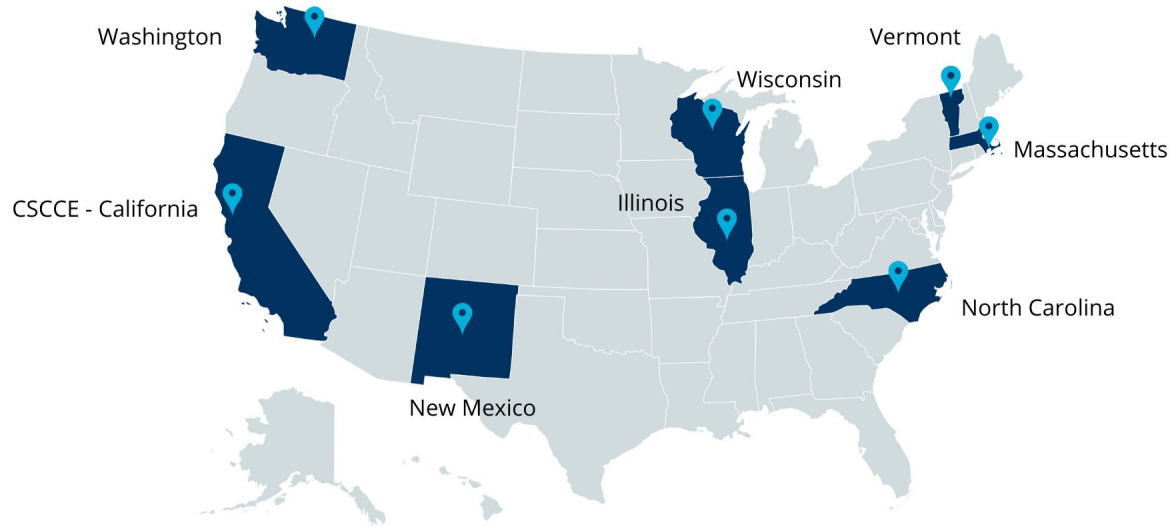 Washington
Vermont
Wisconsin
Massachusetts
Illinois
CSCCE - California
North Carolina
New Mexico